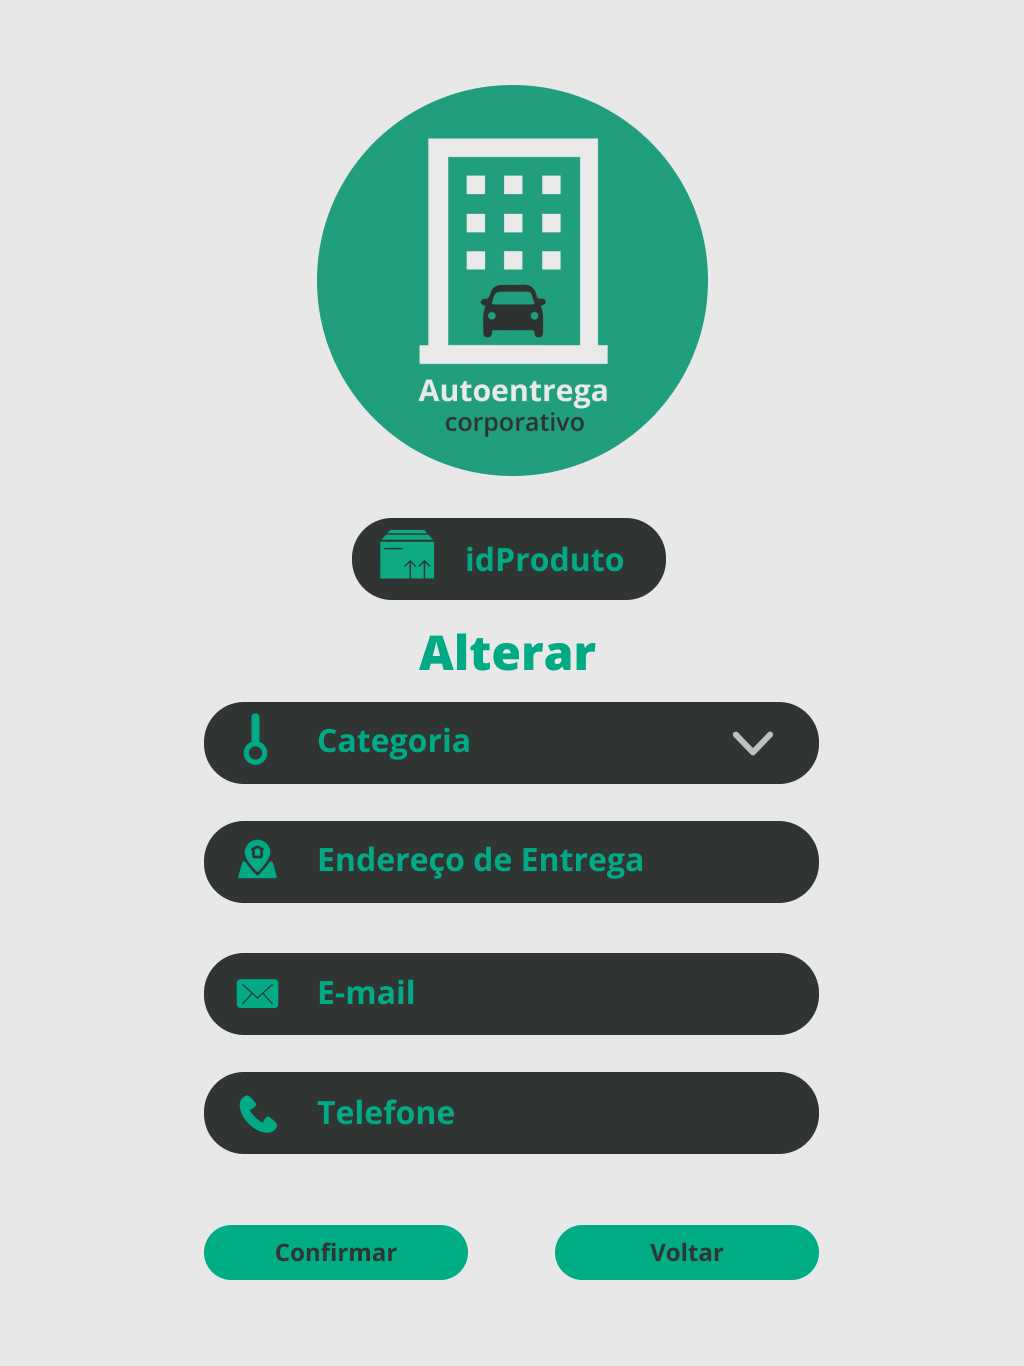 Autoentrega
corporativo
idProduto
Alterar
Categoria
Endereço de Entrega
E-mail
Telefone
Confirmar
Voltar